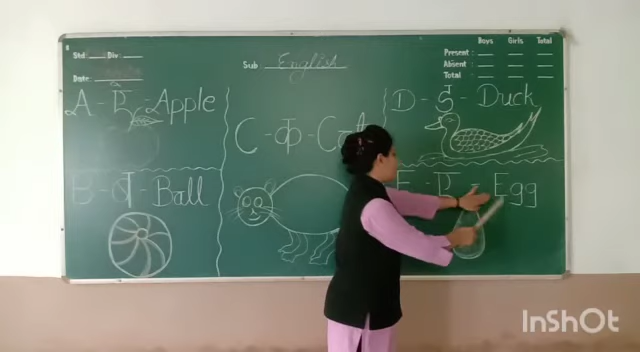 Std. Div.
Date
Sub : English
Boys Girls Total
Present :
Absent :
Total :
A - ऍ - Apple
B - ब - Ball
C - क - Cat
D - ड - Duck
E - ए - Egg
InShOt